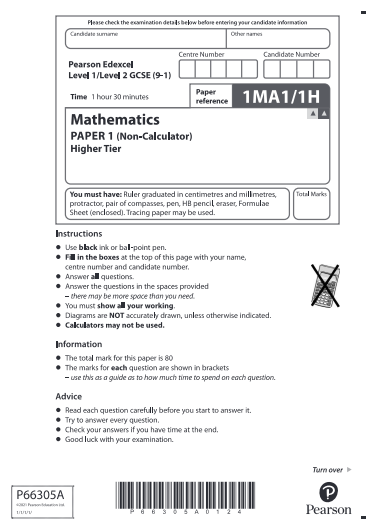 Please check the examination details below before entering your candidate information
Candidate surname
Other names
Centre Number
Candidate Number
Pearson Edexcel
Level 1/Level 2 GCSE (9-1)
Time 1 hour 30 minutes
Paper reference
1MA1/1H
Mathematics
PAPER 1 (Non-Calculator)
Higher Tier
You must have: Ruler graduated in centimetres and millimetres,
protractor, pair of compasses, pen, HB pencil, eraser, Formulae
Sheet (enclosed). Tracing paper may be used.
Total Marks
Instructions
● Use black ink or ball-point pen.
● Fill in the boxes at the top of this page with your name,
centre number and candidate number.
● Answer all questions.
● Answer the questions in the spaces provided
– there may be more space than you need.
● You must show all your working.
● Diagrams are NOT accurately drawn, unless otherwise indicated.
● Calculators may not be used.
Information
● The total mark for this paper is 80
● The marks for each question are shown in brackets
– use this as a guide as to how much time to spend on each question.
Advice
● Read each question carefully before you start to answer it.
● Try to answer every question.
● Check your answers if you have time at the end.
● Good luck with your examination.
Turn over
P66305A
©2021 Pearson Education Ltd.
1/1/1/1/
P66305A0124
Pearson